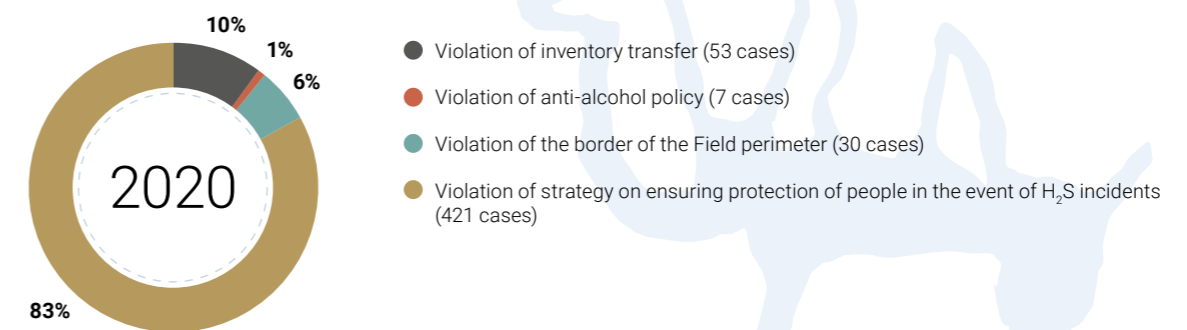 10%
1%
6%
2020
83%
Violation of inventory transfer (53 cases)
Violation of anti-alcohol policy (7 cases)
Violation of the border of the Field perimeter (30 cases)
Violation of strategy on ensuring protection of people in the event of H₂S incidents
(421 cases)